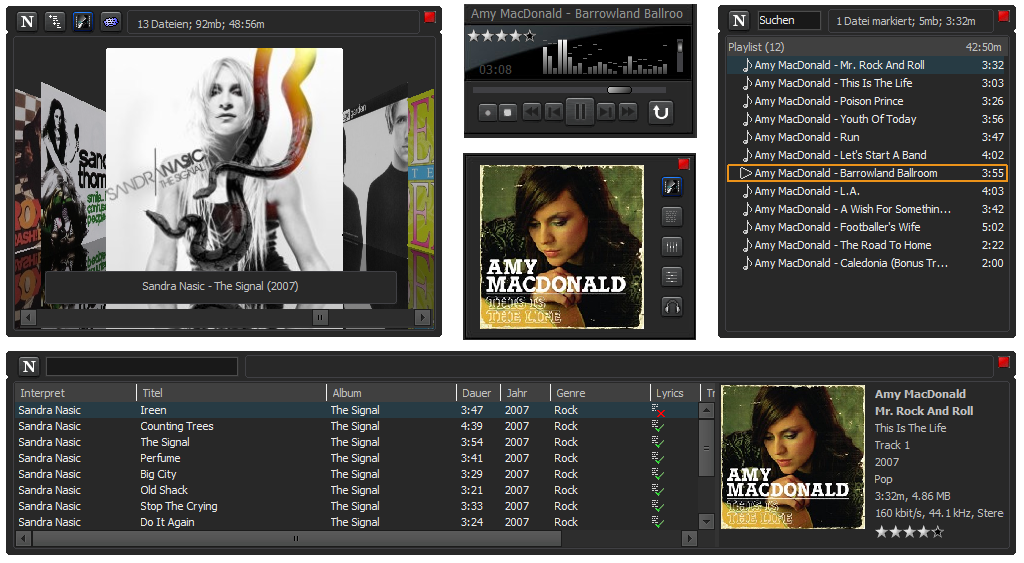 N
13 Dateien; 92mb; 48:56m
SANDRA NASIC
THE SIGNAL
Sandra Nasic - The Signal (2007)
Amy MacDonald - Barrowland Ballroo
03:08
AMY
MACDONALD
THIS IS
THE LIFE
N
Suchen
1 Datei markiert; 5mb; 3:32m
Playlist (12) 42:50m
Amy MacDonald - Mr. Rock And Roll 3:32
Amy MacDonald - This Is The Life 3:03
Amy MacDonald - Poison Prince 3:26
Amy MacDonald - Youth Of Today 3:56
Amy MacDonald - Run 3:47
Amy MacDonald - Let's Start A Band 4:02
Amy MacDonald - Barrowland Ballroom 3:55
Amy MacDonald - L.A. 4:03
Amy MacDonald - A Wish For Somethin... 3:42
Amy MacDonald - Footballer's Wife 5:02
Amy MacDonald - The Road To Home 2:22
Amy MacDonald - Caledonia (Bonus Tr... 2:00
N
Interpret Titel Album Dauer Jahr Genre Lyrics Tr
Sandra Nasic Ireen The Signal 3:47 2007 Rock
Sandra Nasic Counting Trees The Signal 4:39 2007 Rock
Sandra Nasic The Signal The Signal 3:54 2007 Rock
Sandra Nasic Perfume The Signal 3:41 2007 Rock
Sandra Nasic Big City The Signal 3:29 2007 Rock
Sandra Nasic Old Shack The Signal 3:21 2007 Rock
Sandra Nasic Stop The Crying The Signal 3:33 2007 Rock
Sandra Nasic Do It Again The Signal 3:24 2007 Rock
AMY
MACDONALD
THIS IS
THE LIFE
Amy MacDonald
Mr. Rock And Roll
This Is The Life
Track 1
2007
Pop
3:32m, 4.86 MB
160 kbit/s, 44.1 kHz, Stere